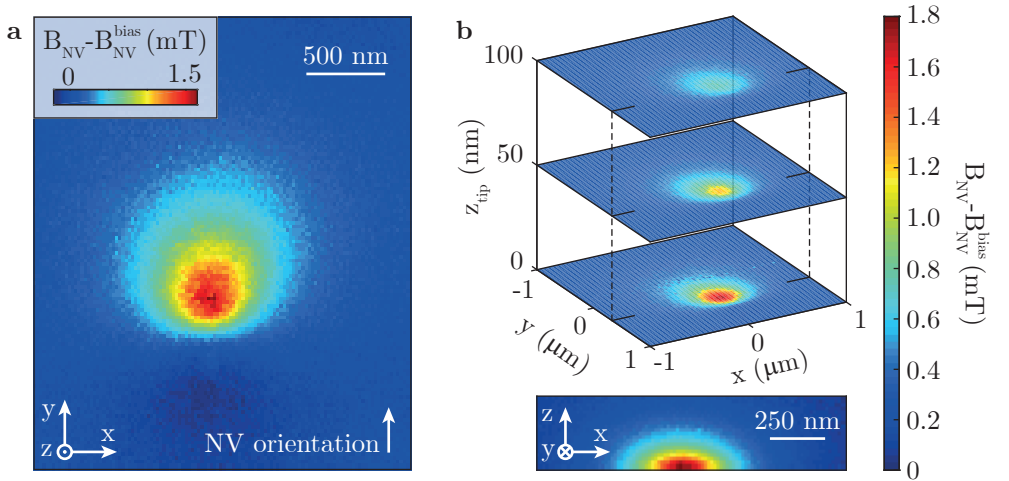 a
B_NV-B_NV^bias (mT)
0 1.5
500 nm
y
z x
NV orientation
b
100
50
0
z_tip (nm)
-1
0
1
y (μm)
-1
0
1
x (μm)
z
y x
250 nm
1.8
1.6
1.4
1.2
1.0
0.8
0.6
0.4
0.2
0
B_NV-B_NV^bias (mT)